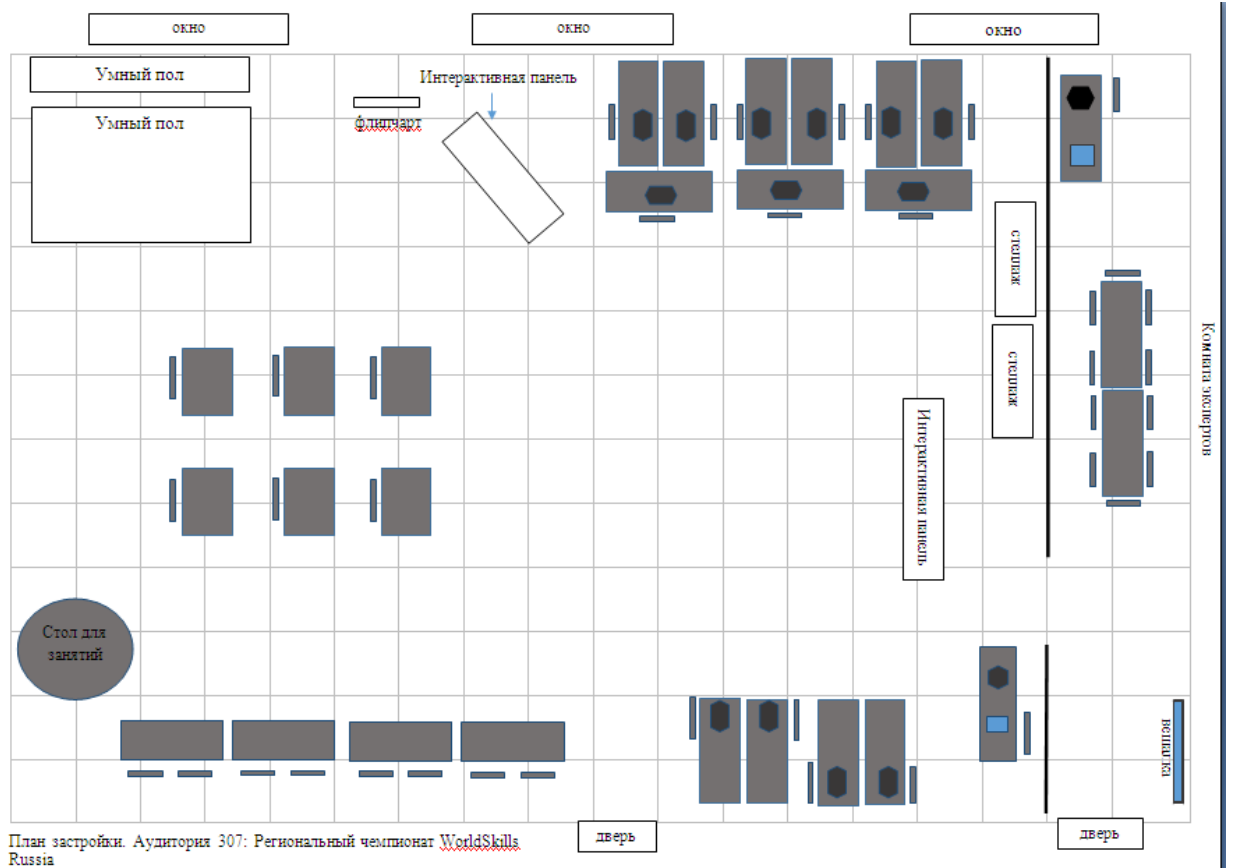 окно
окно
окно
Умный пол
Умный пол
Интерактивная панель
флипчарт
стеллаж
стеллаж
Комната экспертов
Интерактивная панель
Стол для
занятий
вешалка
дверь
дверь
План застройки. Аудитория 307: Региональный чемпионат WorldSkills
Russia